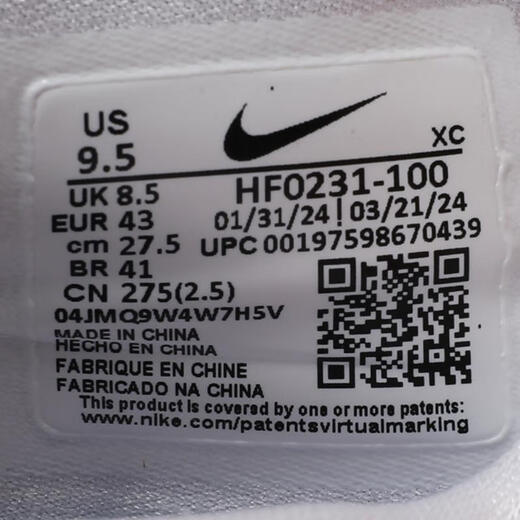 US
9.5
XC
UK 8.5
HF0231-100
EUR 43
01/31/24 | 03/21/24
cm 27.5
UPC 00197598670439
BR 41
CN 275(2.5)
04JMQ9W4W7H5V
MADE IN CHINA
HECHO EN CHINA
FABRIQUE EN CHINE
FABRICADO NA CHINA
This product is covered by one or more patents:
www.nike.com/patentsvirtualmarking